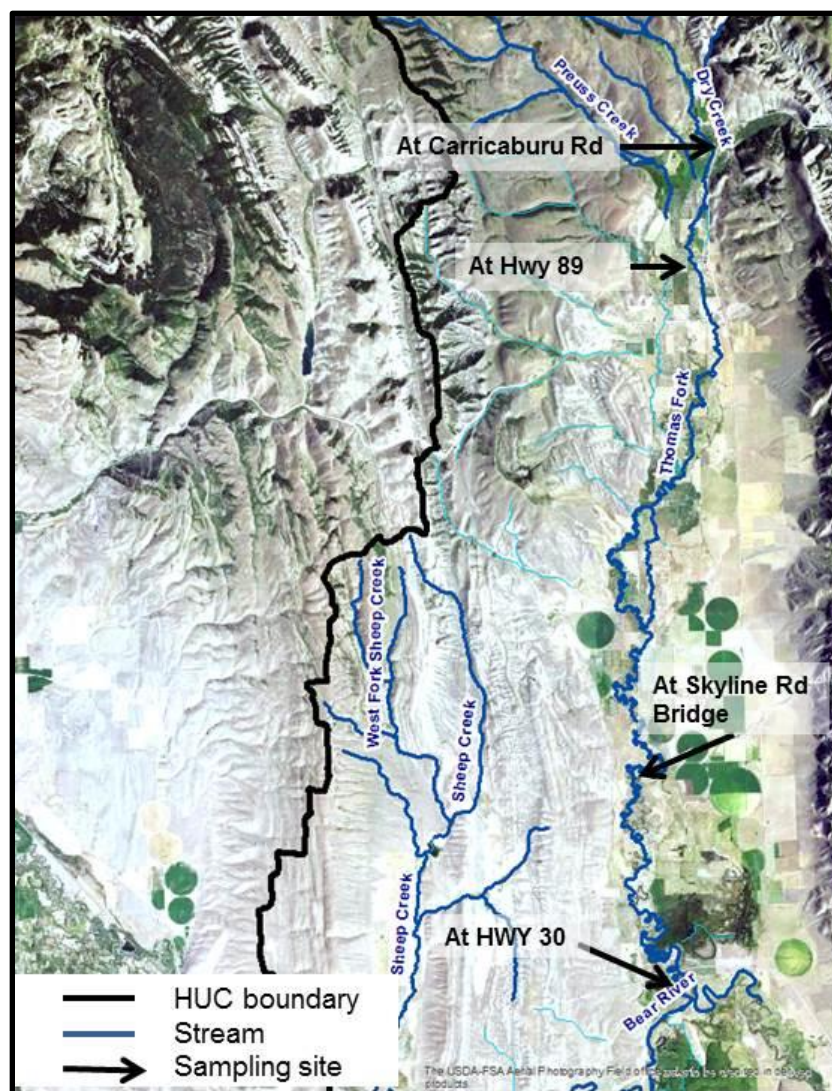 Preuss Creek
Dry Creek
At Carricaburu Rd
At Hwy 89
Thomas Fork
West Fork Sheep Creek
At Skyline Rd
Bridge
Sheep Creek
Sheep Creek
At HWY 30
Bear River
HUC boundary
Stream
Sampling site
The USDA-FSA Aerial Photography Field
products.